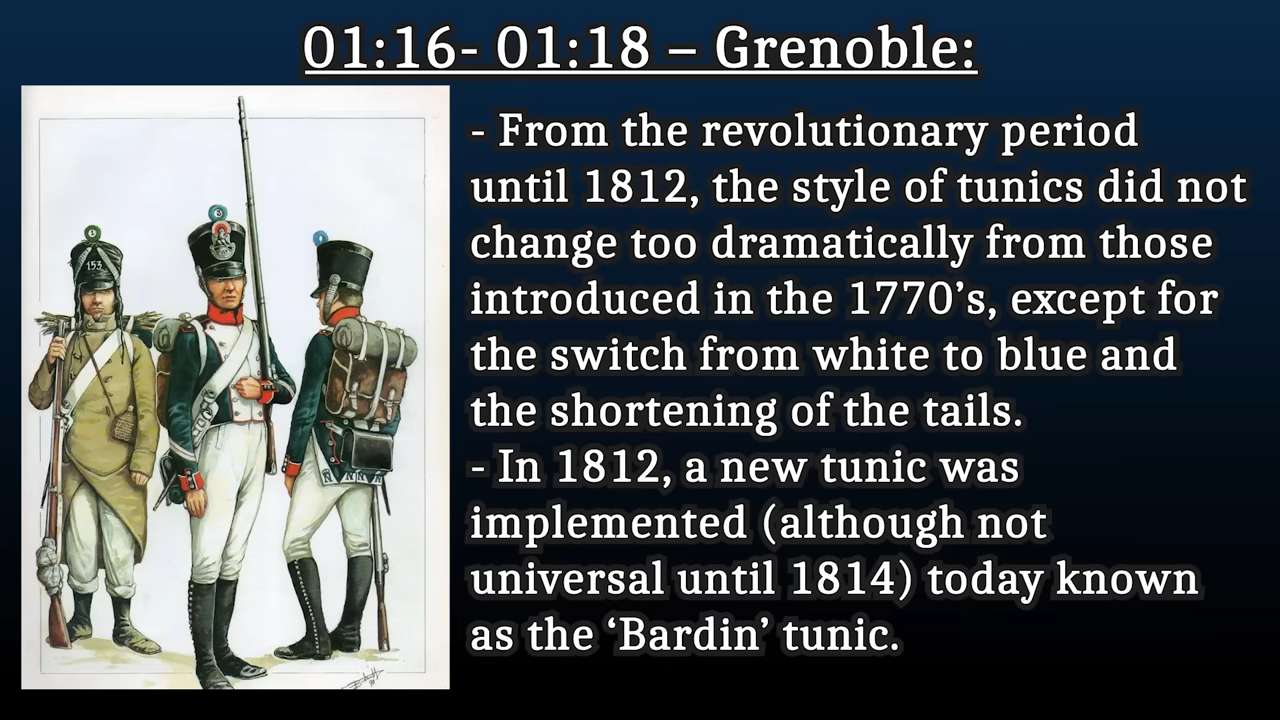 01:16- 01:18 – Grenoble:
- From the revolutionary period
until 1812, the style of tunics did not
change too dramatically from those
introduced in the 1770’s, except for
the switch from white to blue and
the shortening of the tails.
- In 1812, a new tunic was
implemented (although not
universal until 1814) today known
as the ‘Bardin’ tunic.
153